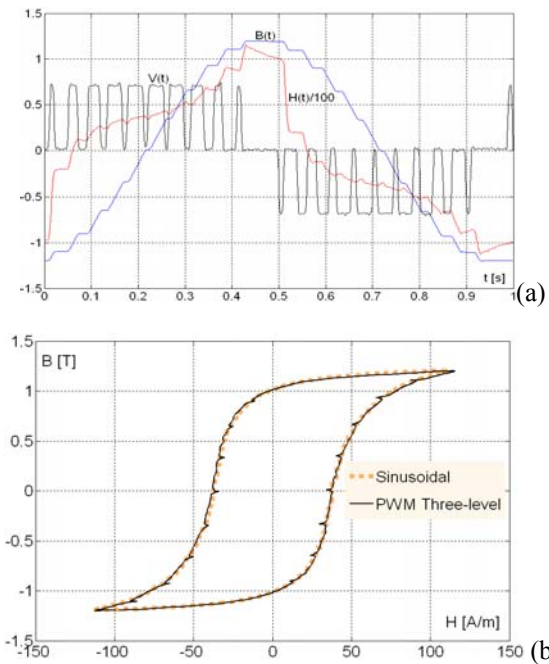 1.5
B(t)
V(t)
1
H(t)/100
0.5
0
-0.5
-1
t [s]
-1.5
0 0.1 0.2 0.3 0.4 0.5 0.6 0.7 0.8 0.9 1
(a)
1.5
B [T]
1
0.5
Sinusoidal
0
PWM Three-level
-0.5
-1
H [A/m]
-1.5
-150 -100 -50 0 50 100 150
(b